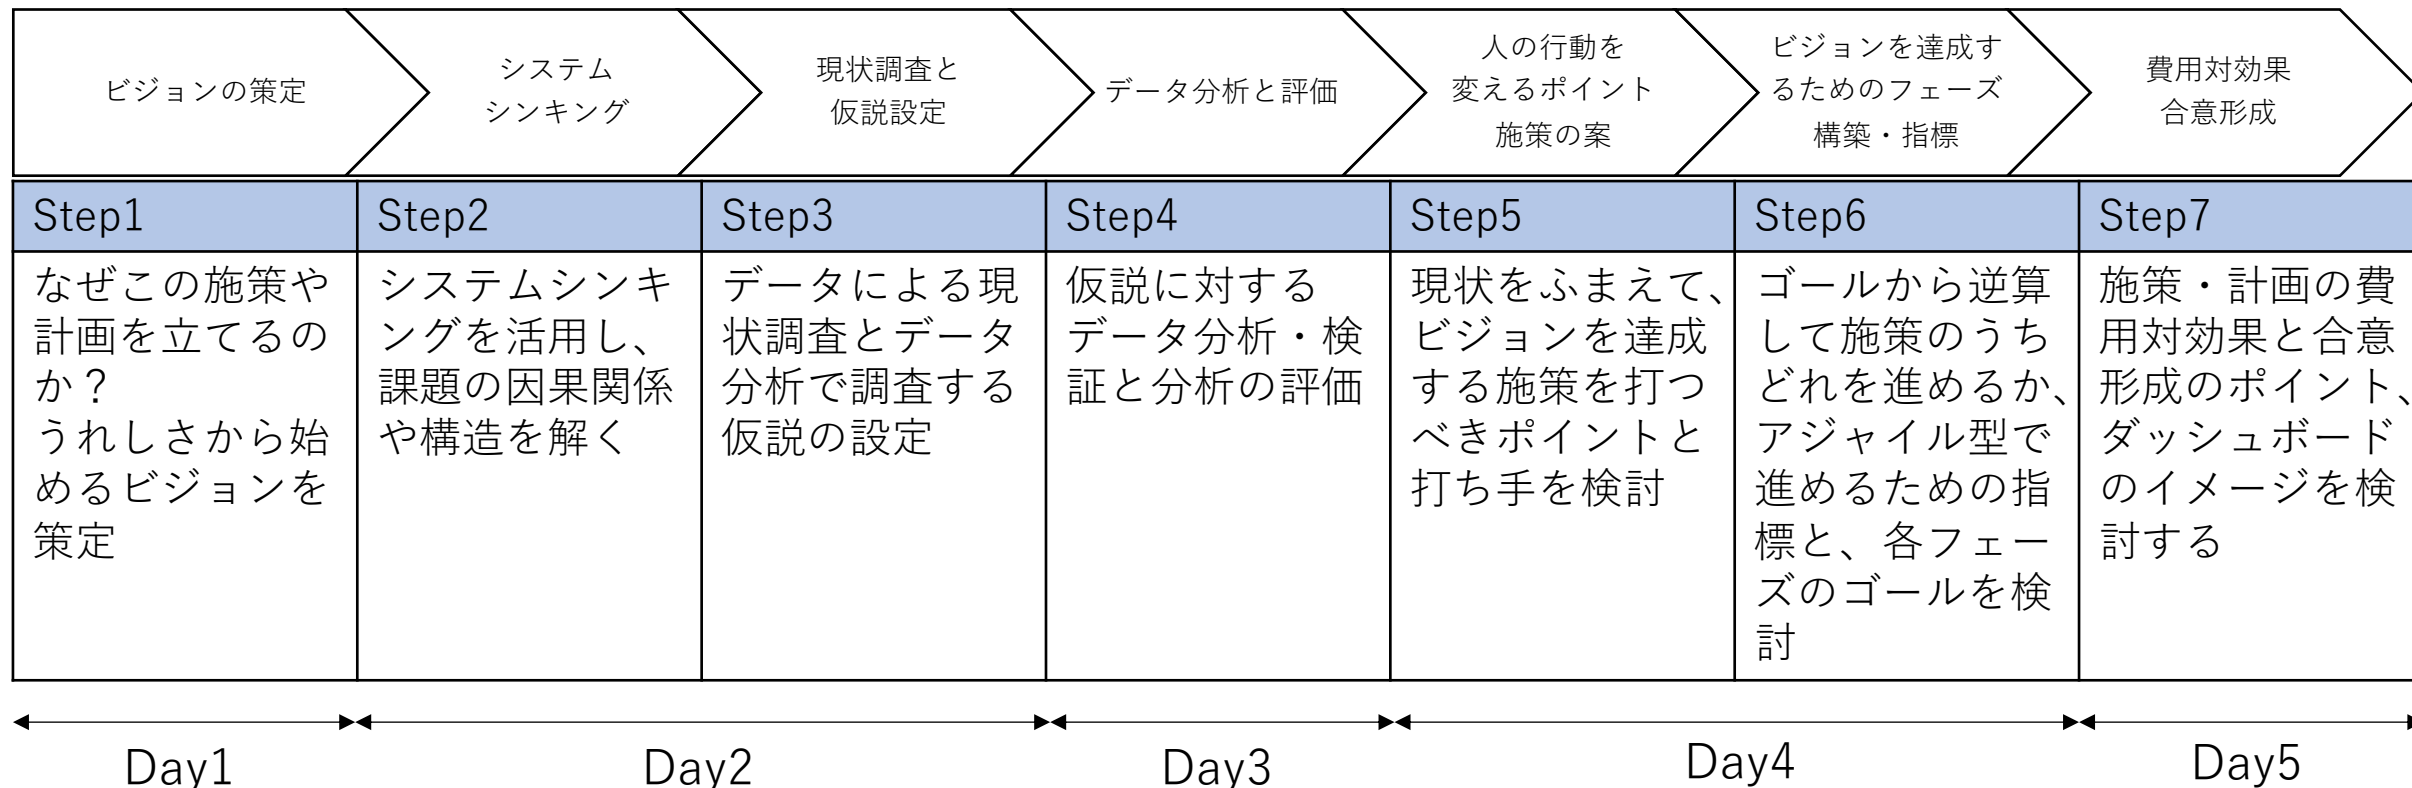 ビジョンの策定
システム
シンキング
現状調査と
仮説設定
データ分析と評価
人の行動を
変えるポイント
施策の案
ビジョンを達成す
るためのフェーズ
構築・指標
費用対効果
合意形成
Step1
Step2
Step3
Step4
Step5
Step6
Step7
なぜこの施策や
計画を立てるの
か？
うれしさから始
めるビジョンを
策定
システムシンキ
ングを活用し、
課題の因果関係
や構造を解く
データによる現
状調査とデータ
分析で調査する
仮説の設定
仮説に対する
データ分析・検
証と分析の評価
現状をふまえて、
ビジョンを達成
する施策を打つ
べきポイントと
打ち手を検討
ゴールから逆算
して施策のうち
どれを進めるか、
アジャイル型で
進めるための指
標と、各フェー
ズのゴールを検
討
施策・計画の費
用対効果と合意
形成のポイント、
ダッシュボード
のイメージを検
討する
Day1
Day2
Day3
Day4
Day5